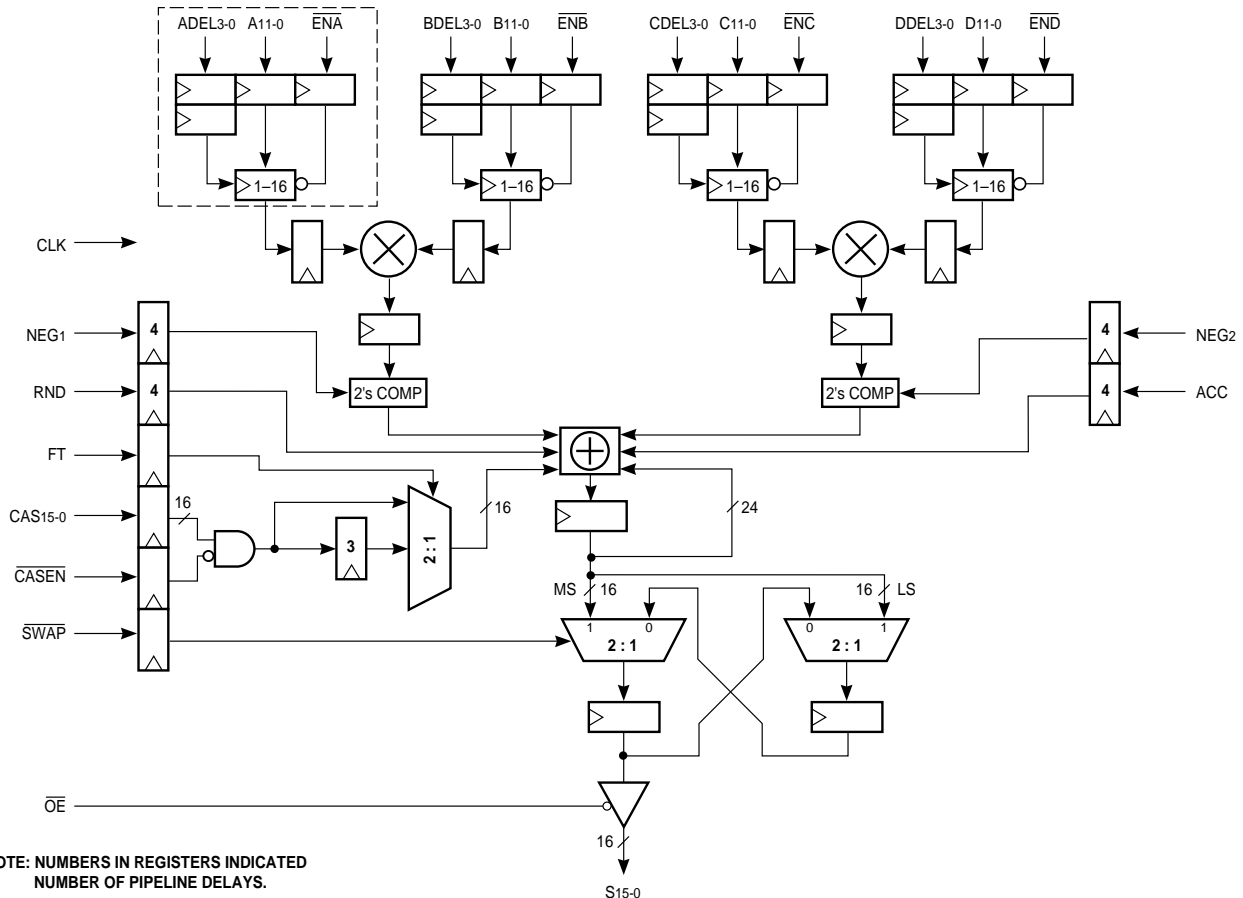 ADEL3-0 A11-0 ENA BDEL3-0 B11-0 ENB CDEL3-0 C11-0 ENC DDEL3-0 D11-0 END
1–16 1–16 1–16 1–16
CLK
NEG1 4 4 NEG2
RND 4 2's COMP 2's COMP 4 ACC
FT
CAS15-0 16 16 24
3 2 : 1
CASEN
MS 16 16 LS
SWAP 1 0 0 1
2 : 1 2 : 1
OE
16
OTE: NUMBERS IN REGISTERS INDICATED
NUMBER OF PIPELINE DELAYS.
S15-0